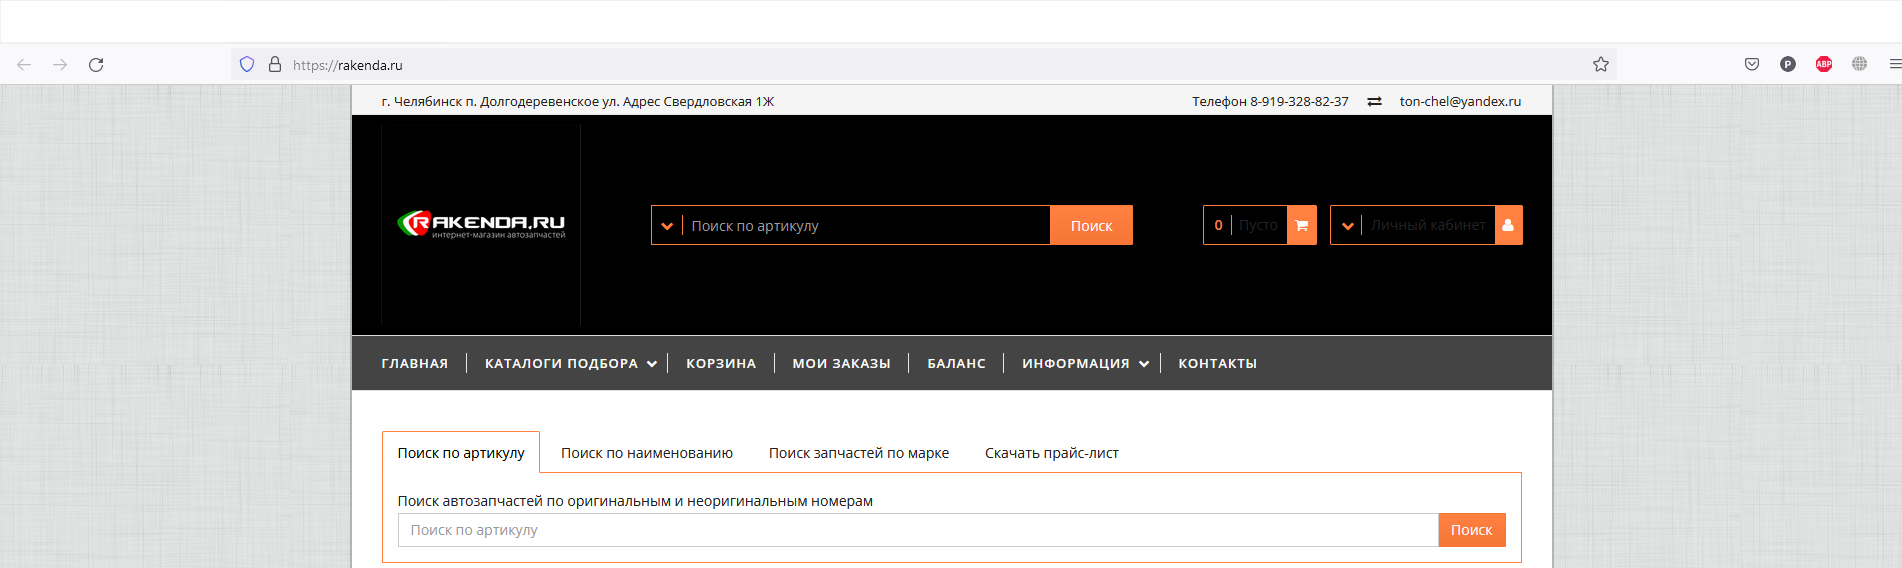 https://rakenda.ru
P
ABP
г. Челябинск п. Долгодеревенское ул. Адрес Свердловская 1Ж
Телефон 8-919-328-82-37
ton-chel@yandex.ru
RAKENDA.RU
интернет-магазин автозапчастей
Поиск по артикулу
Поиск
0 Пусто
Личный кабинет
ГЛАВНАЯ
КАТАЛОГИ ПОДБОРА
КОРЗИНА
МОИ ЗАКАЗЫ
БАЛАНС
ИНФОРМАЦИЯ
КОНТАКТЫ
Поиск по артикулу
Поиск по наименованию
Поиск запчастей по марке
Скачать прайс-лист
Поиск автозапчастей по оригинальным и неоригинальным номерам
Поиск по артикулу
Поиск